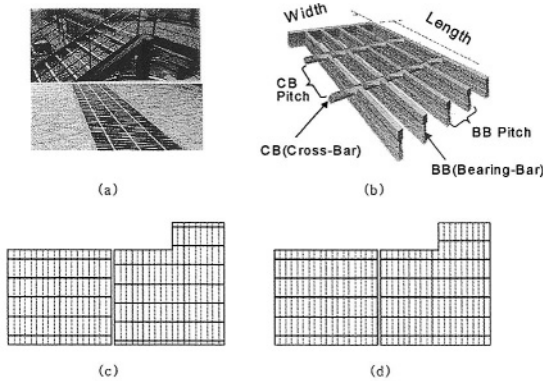 Width
Length
CB
Pitch
BB Pitch
CB(Cross-Bar)
BB(Bearing-Bar)
(a)
(b)
(c)
(d)